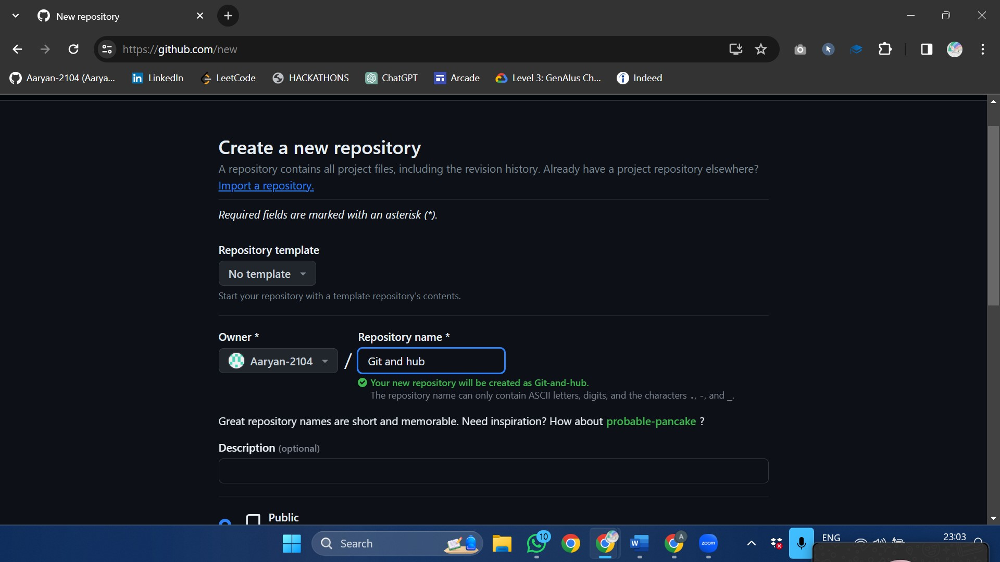 New repository
https://github.com/new
Aaryan-2104 (Aarya...
LinkedIn
LeetCode
HACKATHONS
ChatGPT
Arcade
Level 3: GenAIus Ch...
Indeed
Create a new repository
A repository contains all project files, including the revision history. Already have a project repository elsewhere?
Import a repository.
Required fields are marked with an asterisk (*).
Repository template
No template
Start your repository with a template repository's contents.
Owner *
Repository name *
Aaryan-2104
/
Git and hub
Your new repository will be created as Git-and-hub.
The repository name can only contain ASCII letters, digits, and the characters ., -, and _.
Great repository names are short and memorable. Need inspiration? How about probable-pancake ?
Description (optional)
Public
Search
10
W
A
zoom
ENG
23:03